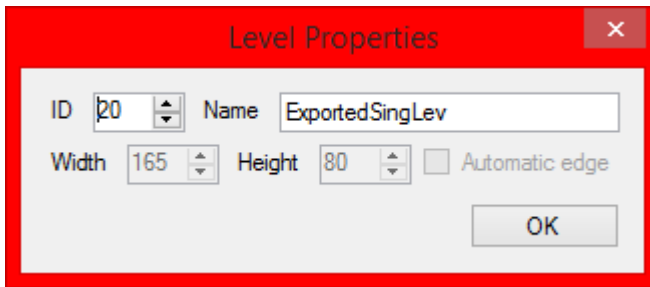 Level Properties
ID 20 Name ExportedSingLev
Width 165 Height 80 Automatic edge
OK